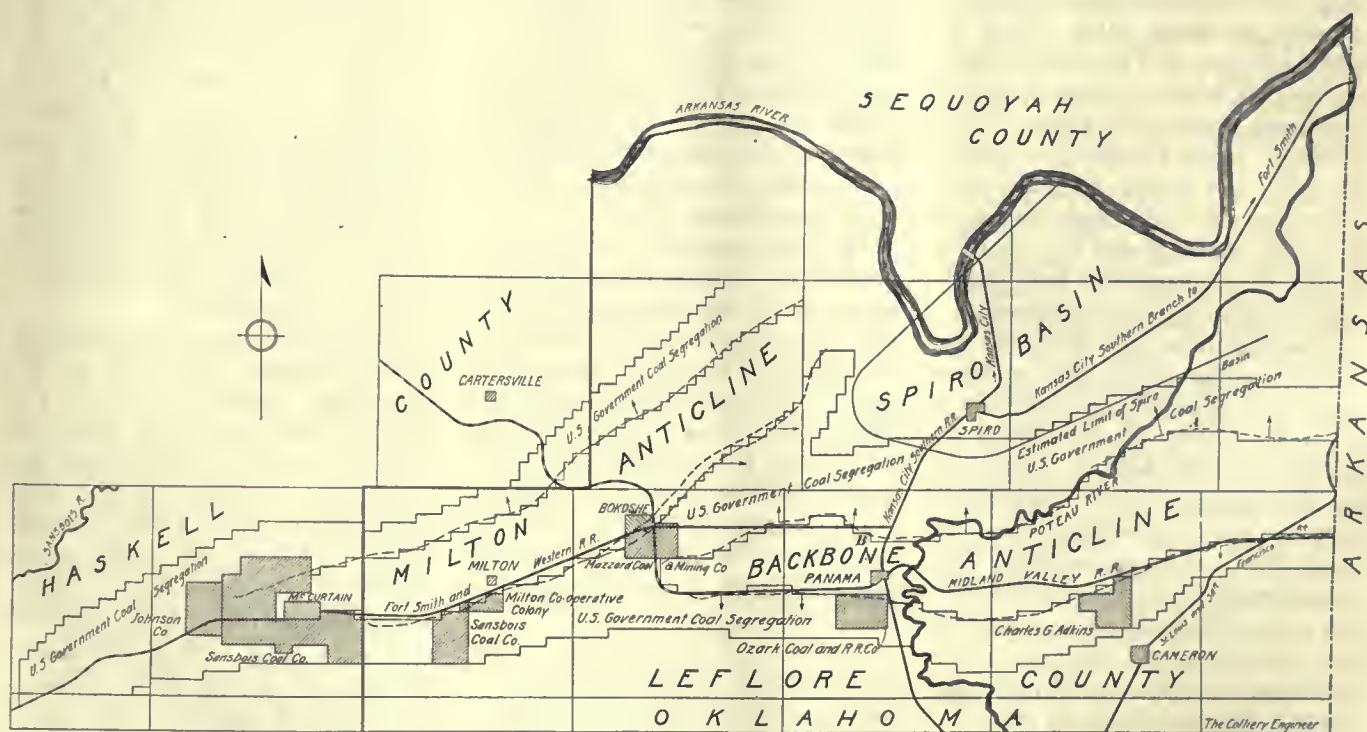 SEQUOYAH
COUNTY
ARKANSAS RIVER
Fort Smith
Kansas City Southern Branch to
Kansas City
SPIRO BASIN
SPIRO
Estimated Limit of Spiro Basin
U.S. Government Coal Segregation
ARKANSAS
COUNTY
CARTERSVILLE
U.S. Government Coal Segregation
MILTON ANTICLINE
U.S. Government Coal Segregation
Kansas City Southern R.R.
HASKELL
SANSBOIS R.
U.S. Government Coal Segregation
Johnson Co
McCURTAIN
Sansbois Coal Co.
MILTON
Fort Smith and Western R.R.
Milton Co-operative
Colony
Sansbois
Coal Co.
BOKOSHE
Mazzard Coal & Mining Co
BACKBONE ANTICLINE
PANAMA
POTEAU RIVER
MIDLAND VALLEY R.R.
St. Louis and San Francisco Ry
U.S. Government Coal Segregation
Ozark Coal and R.R. Co
Charles G Adkins
CAMERON
LEFLORE COUNTY
OKLAHOMA
The Colliery Engineer